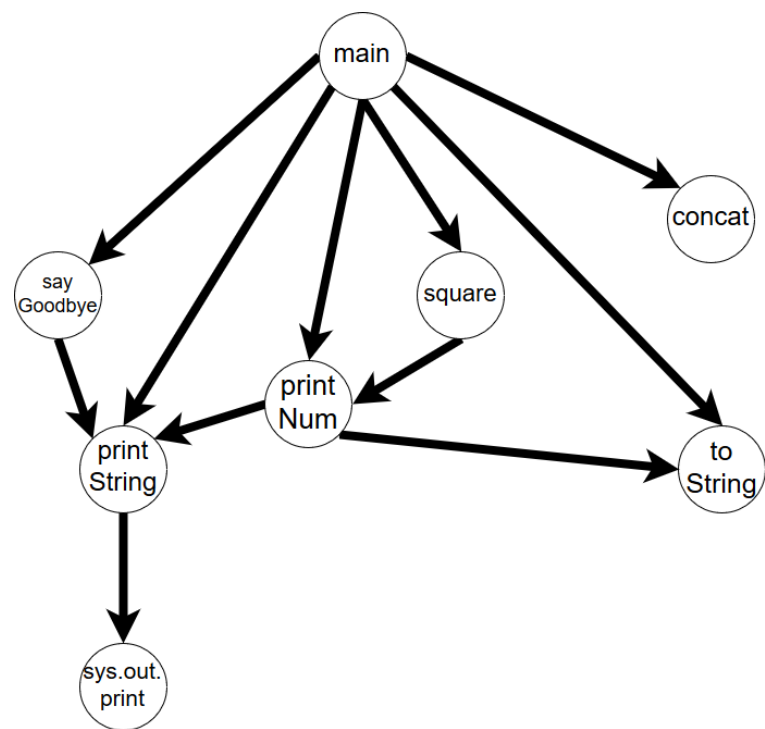 main
concat
say
Goodbye
square
print
Num
print
String
to
String
sys.out.
print